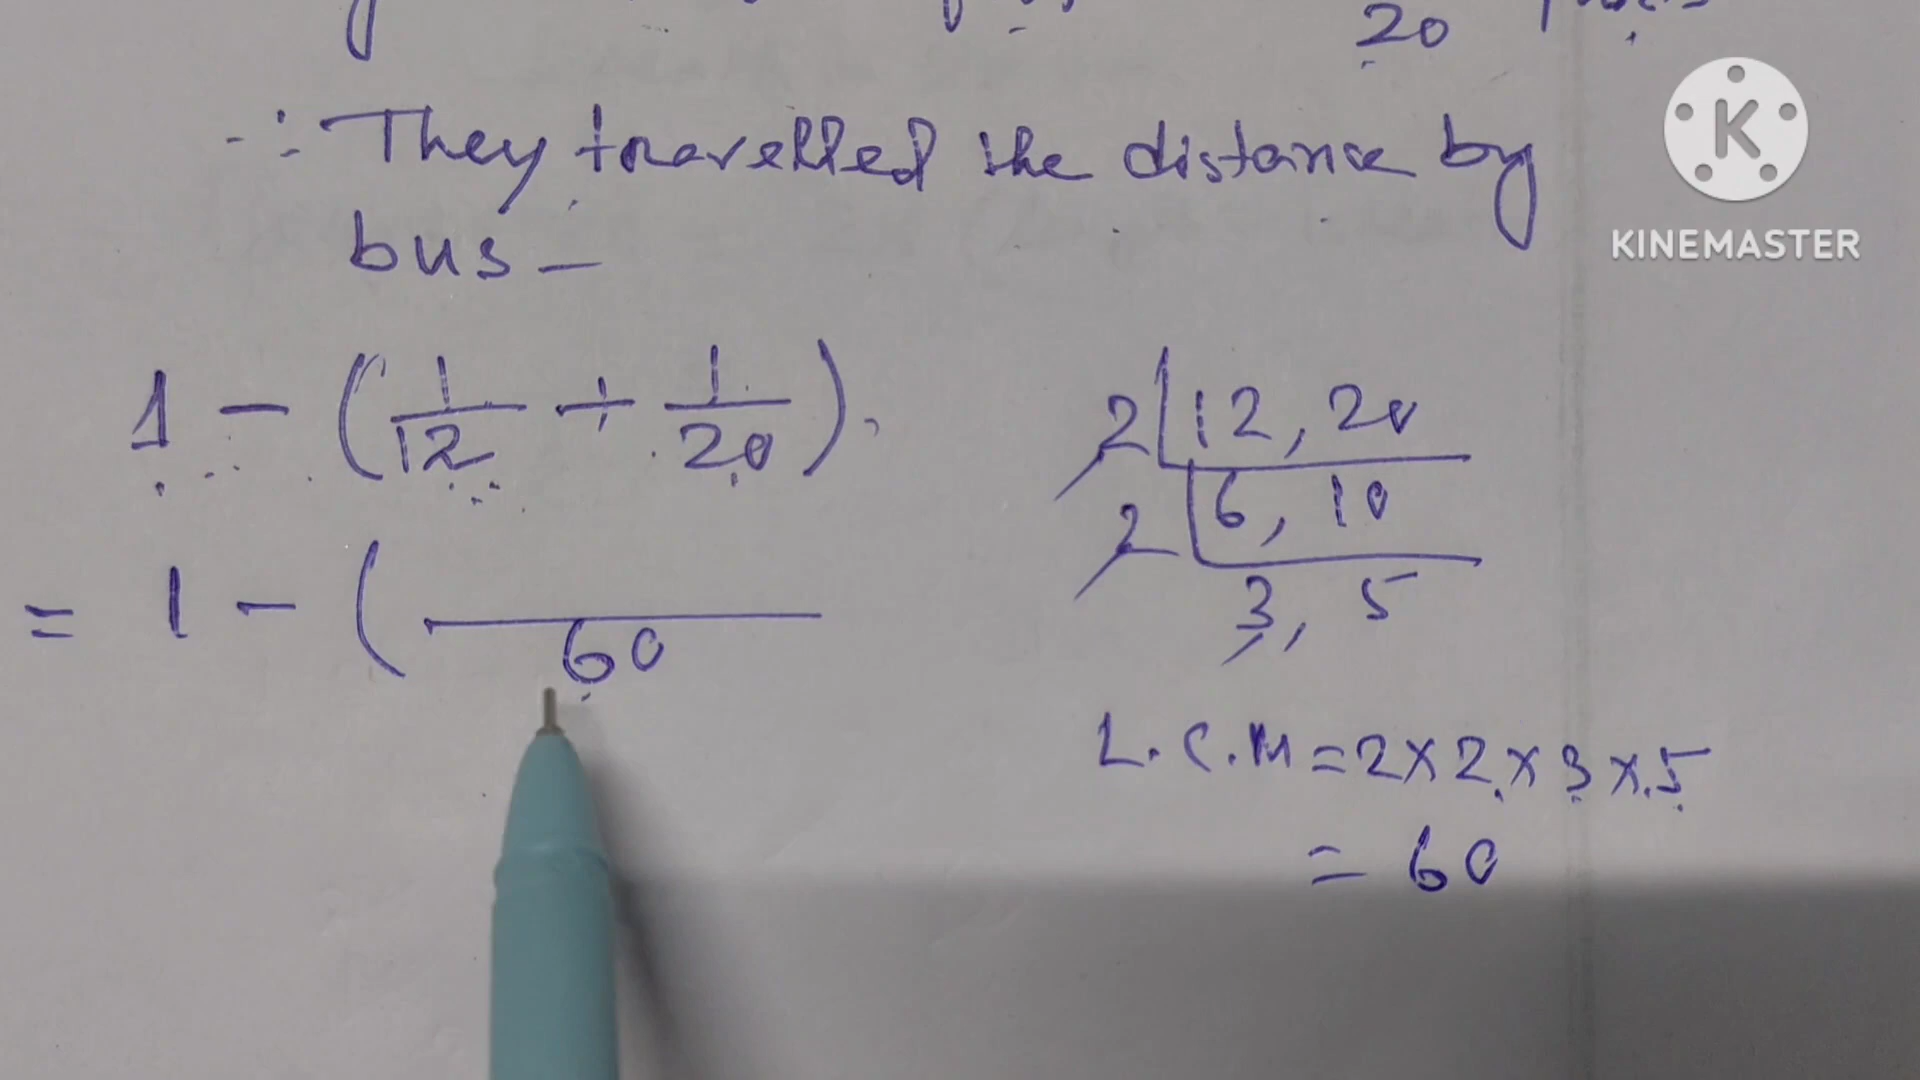 20
∴ They travelled the distance by
bus –
1 – (1/12 + 1/20).
= 1 – ( /60
2 | 12, 20
2 | 6, 10
3, 5
L.C.M = 2 × 2 × 3 × 5
= 60
K
KINEMASTER